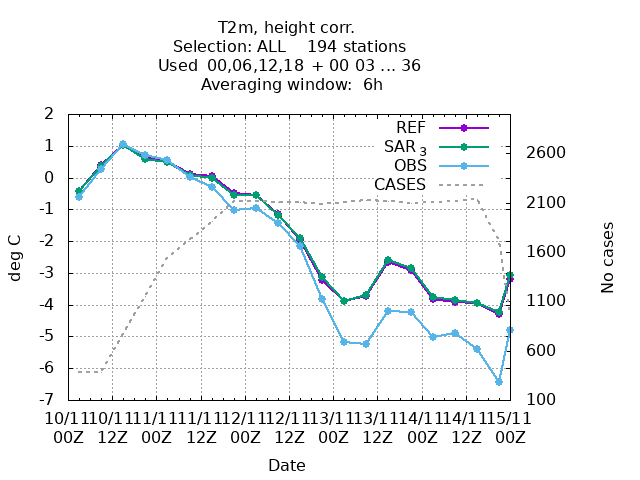 T2m, height corr.
Selection: ALL    194 stations
Used 00,06,12,18 + 00 03 ... 36
Averaging window:  6h
REF
SAR 3
OBS
CASES
2
1
0
-1
-2
-3
-4
-5
-6
-7
deg C
2600
2100
1600
1100
600
100
No cases
10/11 10/11 11/11 11/11 12/11 12/11 13/11 13/11 14/11 14/11 15/11
00Z 12Z 00Z 12Z 00Z 12Z 00Z 12Z 00Z 12Z 00Z
Date